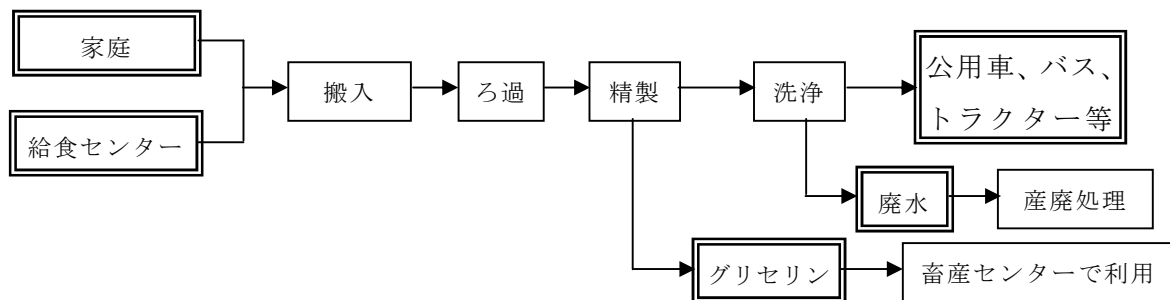 家庭
給食センター
搬入
ろ過
精製
洗浄
公用車、バス、
トラクター等
廃水
産廃処理
グリセリン
畜産センターで利用